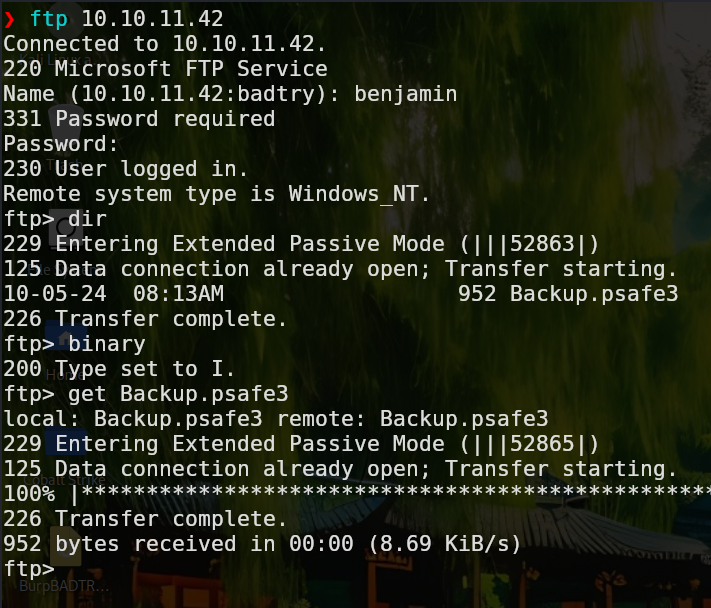 ❯ ftp 10.10.11.42
Connected to 10.10.11.42.
220 Microsoft FTP Service
Name (10.10.11.42:badtry): benjamin
331 Password required
Password:
230 User logged in.
Remote system type is Windows_NT.
ftp> dir
229 Entering Extended Passive Mode (|||52863|)
125 Data connection already open; Transfer starting.
10-05-24  08:13AM                  952 Backup.psafe3
226 Transfer complete.
ftp> binary
200 Type set to I.
Home
ftp> get Backup.psafe3
local: Backup.psafe3 remote: Backup.psafe3
229 Entering Extended Passive Mode (|||52865|)
125 Data connection already open; Transfer starting.
Cobalt Strike
100% |************************************************
226 Transfer complete.
952 bytes received in 00:00 (8.69 KiB/s)
ftp>
BurpBADTR...